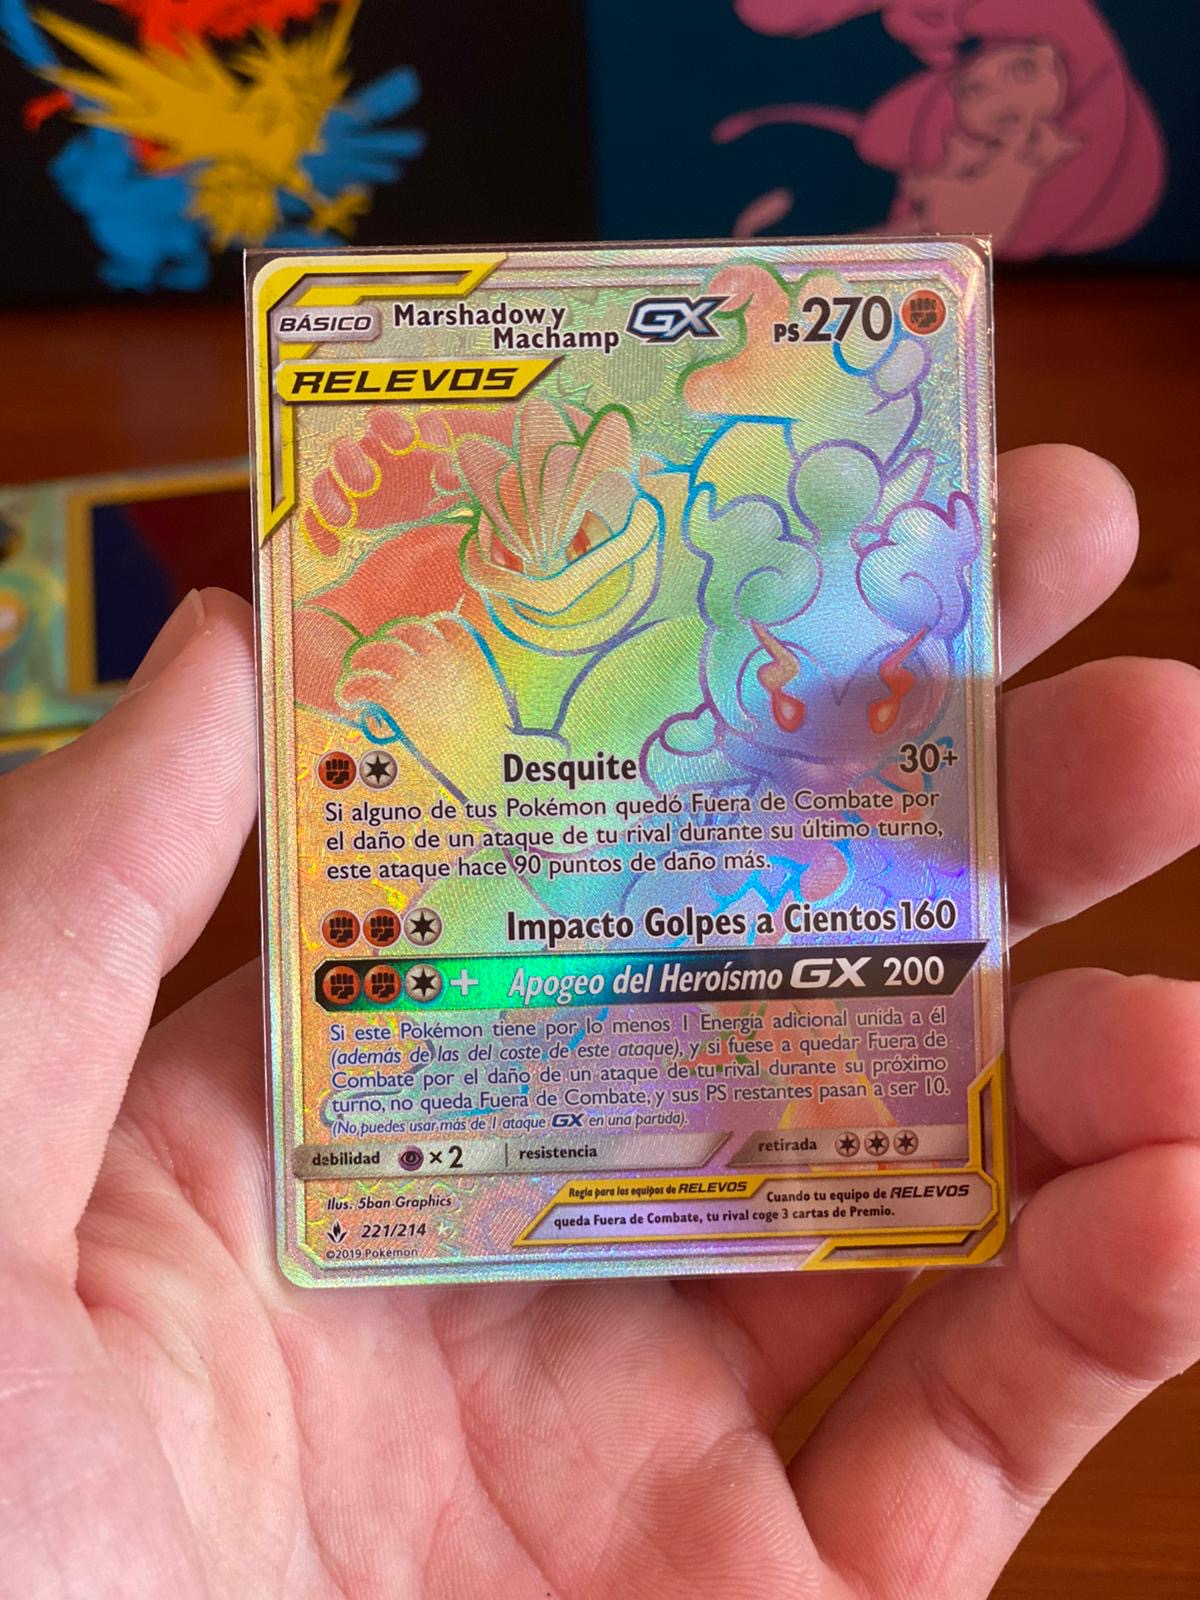 BÁSICO
Marshadow y
Machamp
GX
PS 270
RELEVOS
Desquite 30+
Si alguno de tus Pokémon quedó Fuera de Combate por
el daño de un ataque de tu rival durante su último turno,
este ataque hace 90 puntos de daño más.
Impacto Golpes a Cientos 160
+ Apogeo del Heroísmo GX 200
Si este Pokémon tiene por lo menos 1 Energía adicional unida a él
(además de las del coste de este ataque), y si fuese a quedar Fuera de
Combate por el daño de un ataque de tu rival durante su próximo
turno, no queda Fuera de Combate, y sus PS restantes pasan a ser 10.
(No puedes usar más de 1 ataque GX en una partida).
debilidad ×2 resistencia retirada
Ilus. 5ban Graphics
221/214
©2019 Pokémon
Regla para los equipos de RELEVOS Cuando tu equipo de RELEVOS
queda Fuera de Combate, tu rival coge 3 cartas de Premio.